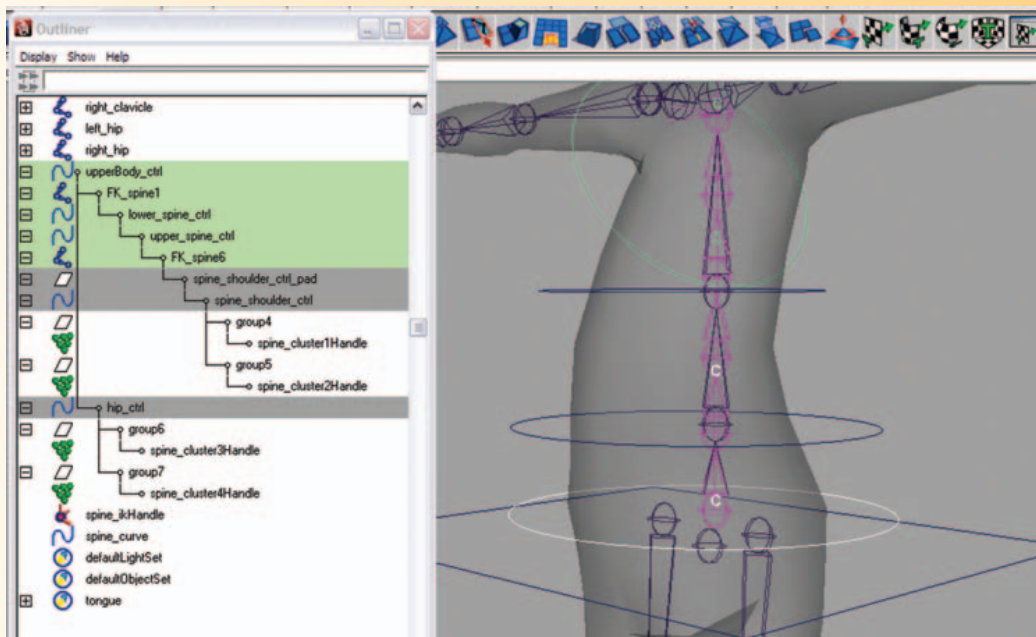 Outliner
Display Show Help
right_clavicle
left_hip
right_hip
upperBody_ctrl
FK_spine1
lower_spine_ctrl
upper_spine_ctrl
FK_spine6
spine_shoulder_ctrl_pad
spine_shoulder_ctrl
group4
spine_cluster1Handle
group5
spine_cluster2Handle
hip_ctrl
group6
spine_cluster3Handle
group7
spine_cluster4Handle
spine_ikHandle
spine_curve
defaultLightSet
defaultObjectSet
tongue
C
C